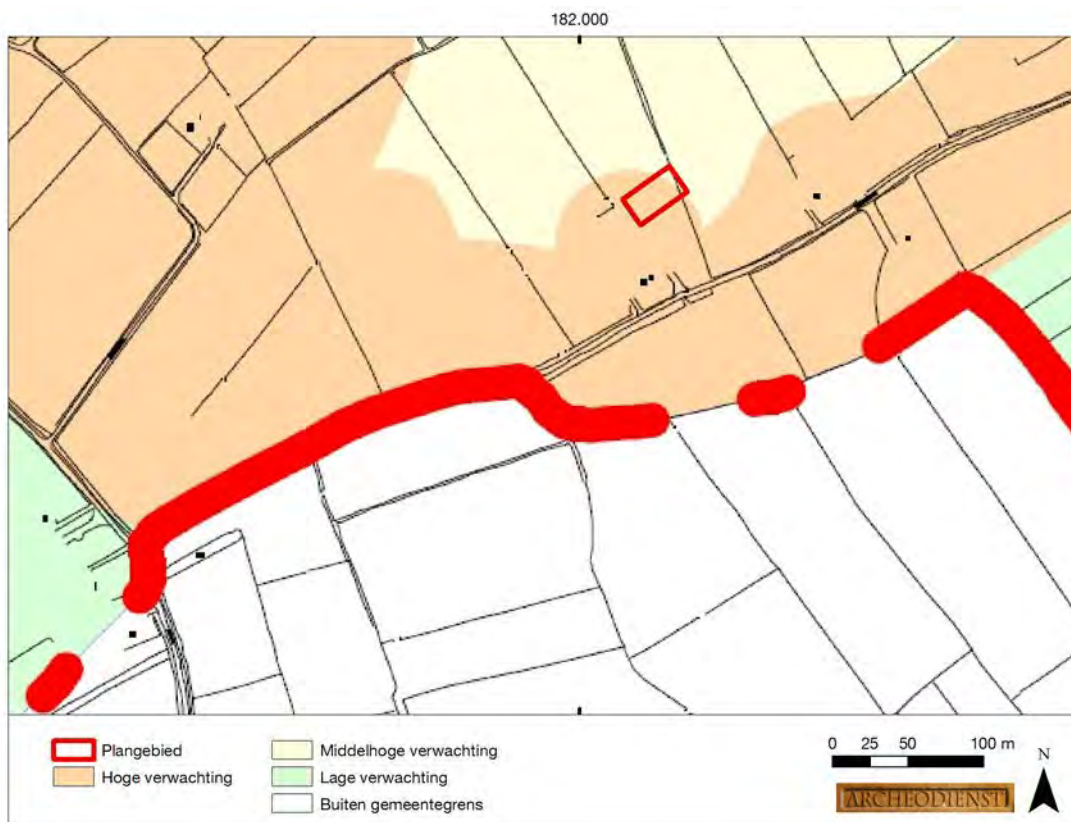 182.000
Plangebied
Hoge verwachting
Middelhoge verwachting
Lage verwachting
Buiten gemeentegrens
0 25 50 100 m
N
ARCHEODIENST